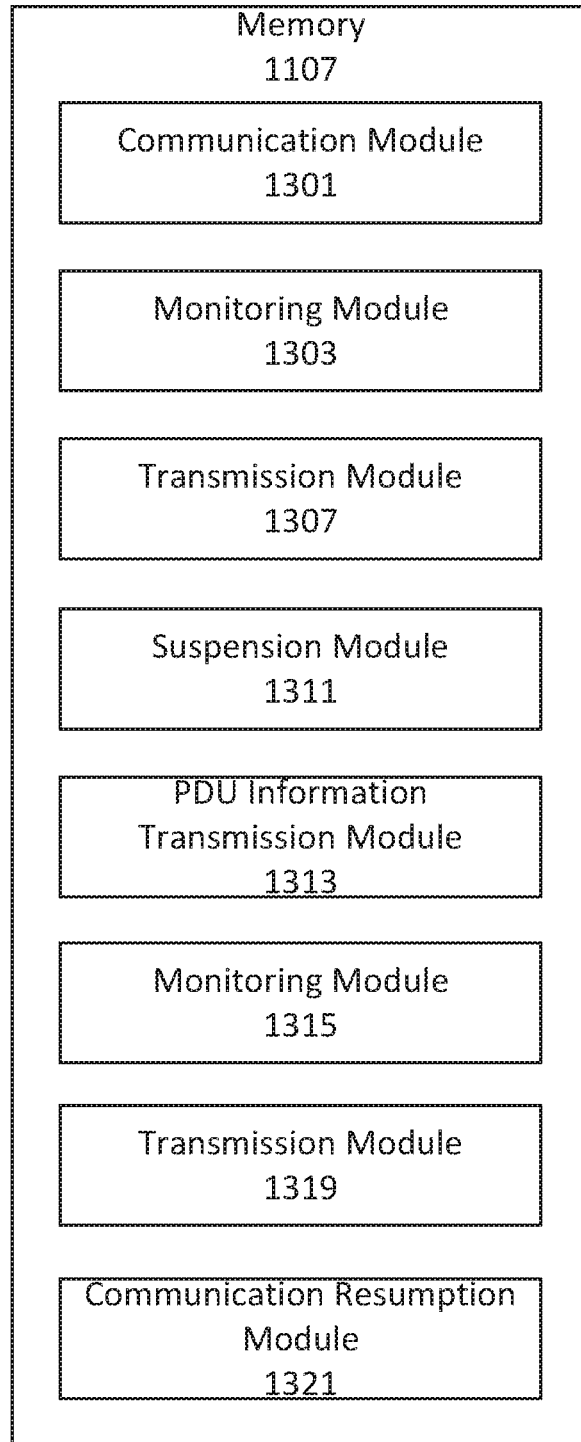 Memory
1107
Communication Module
1301
Monitoring Module
1303
Transmission Module
1307
Suspension Module
1311
PDU Information
Transmission Module
1313
Monitoring Module
1315
Transmission Module
1319
Communication Resumption
Module
1321